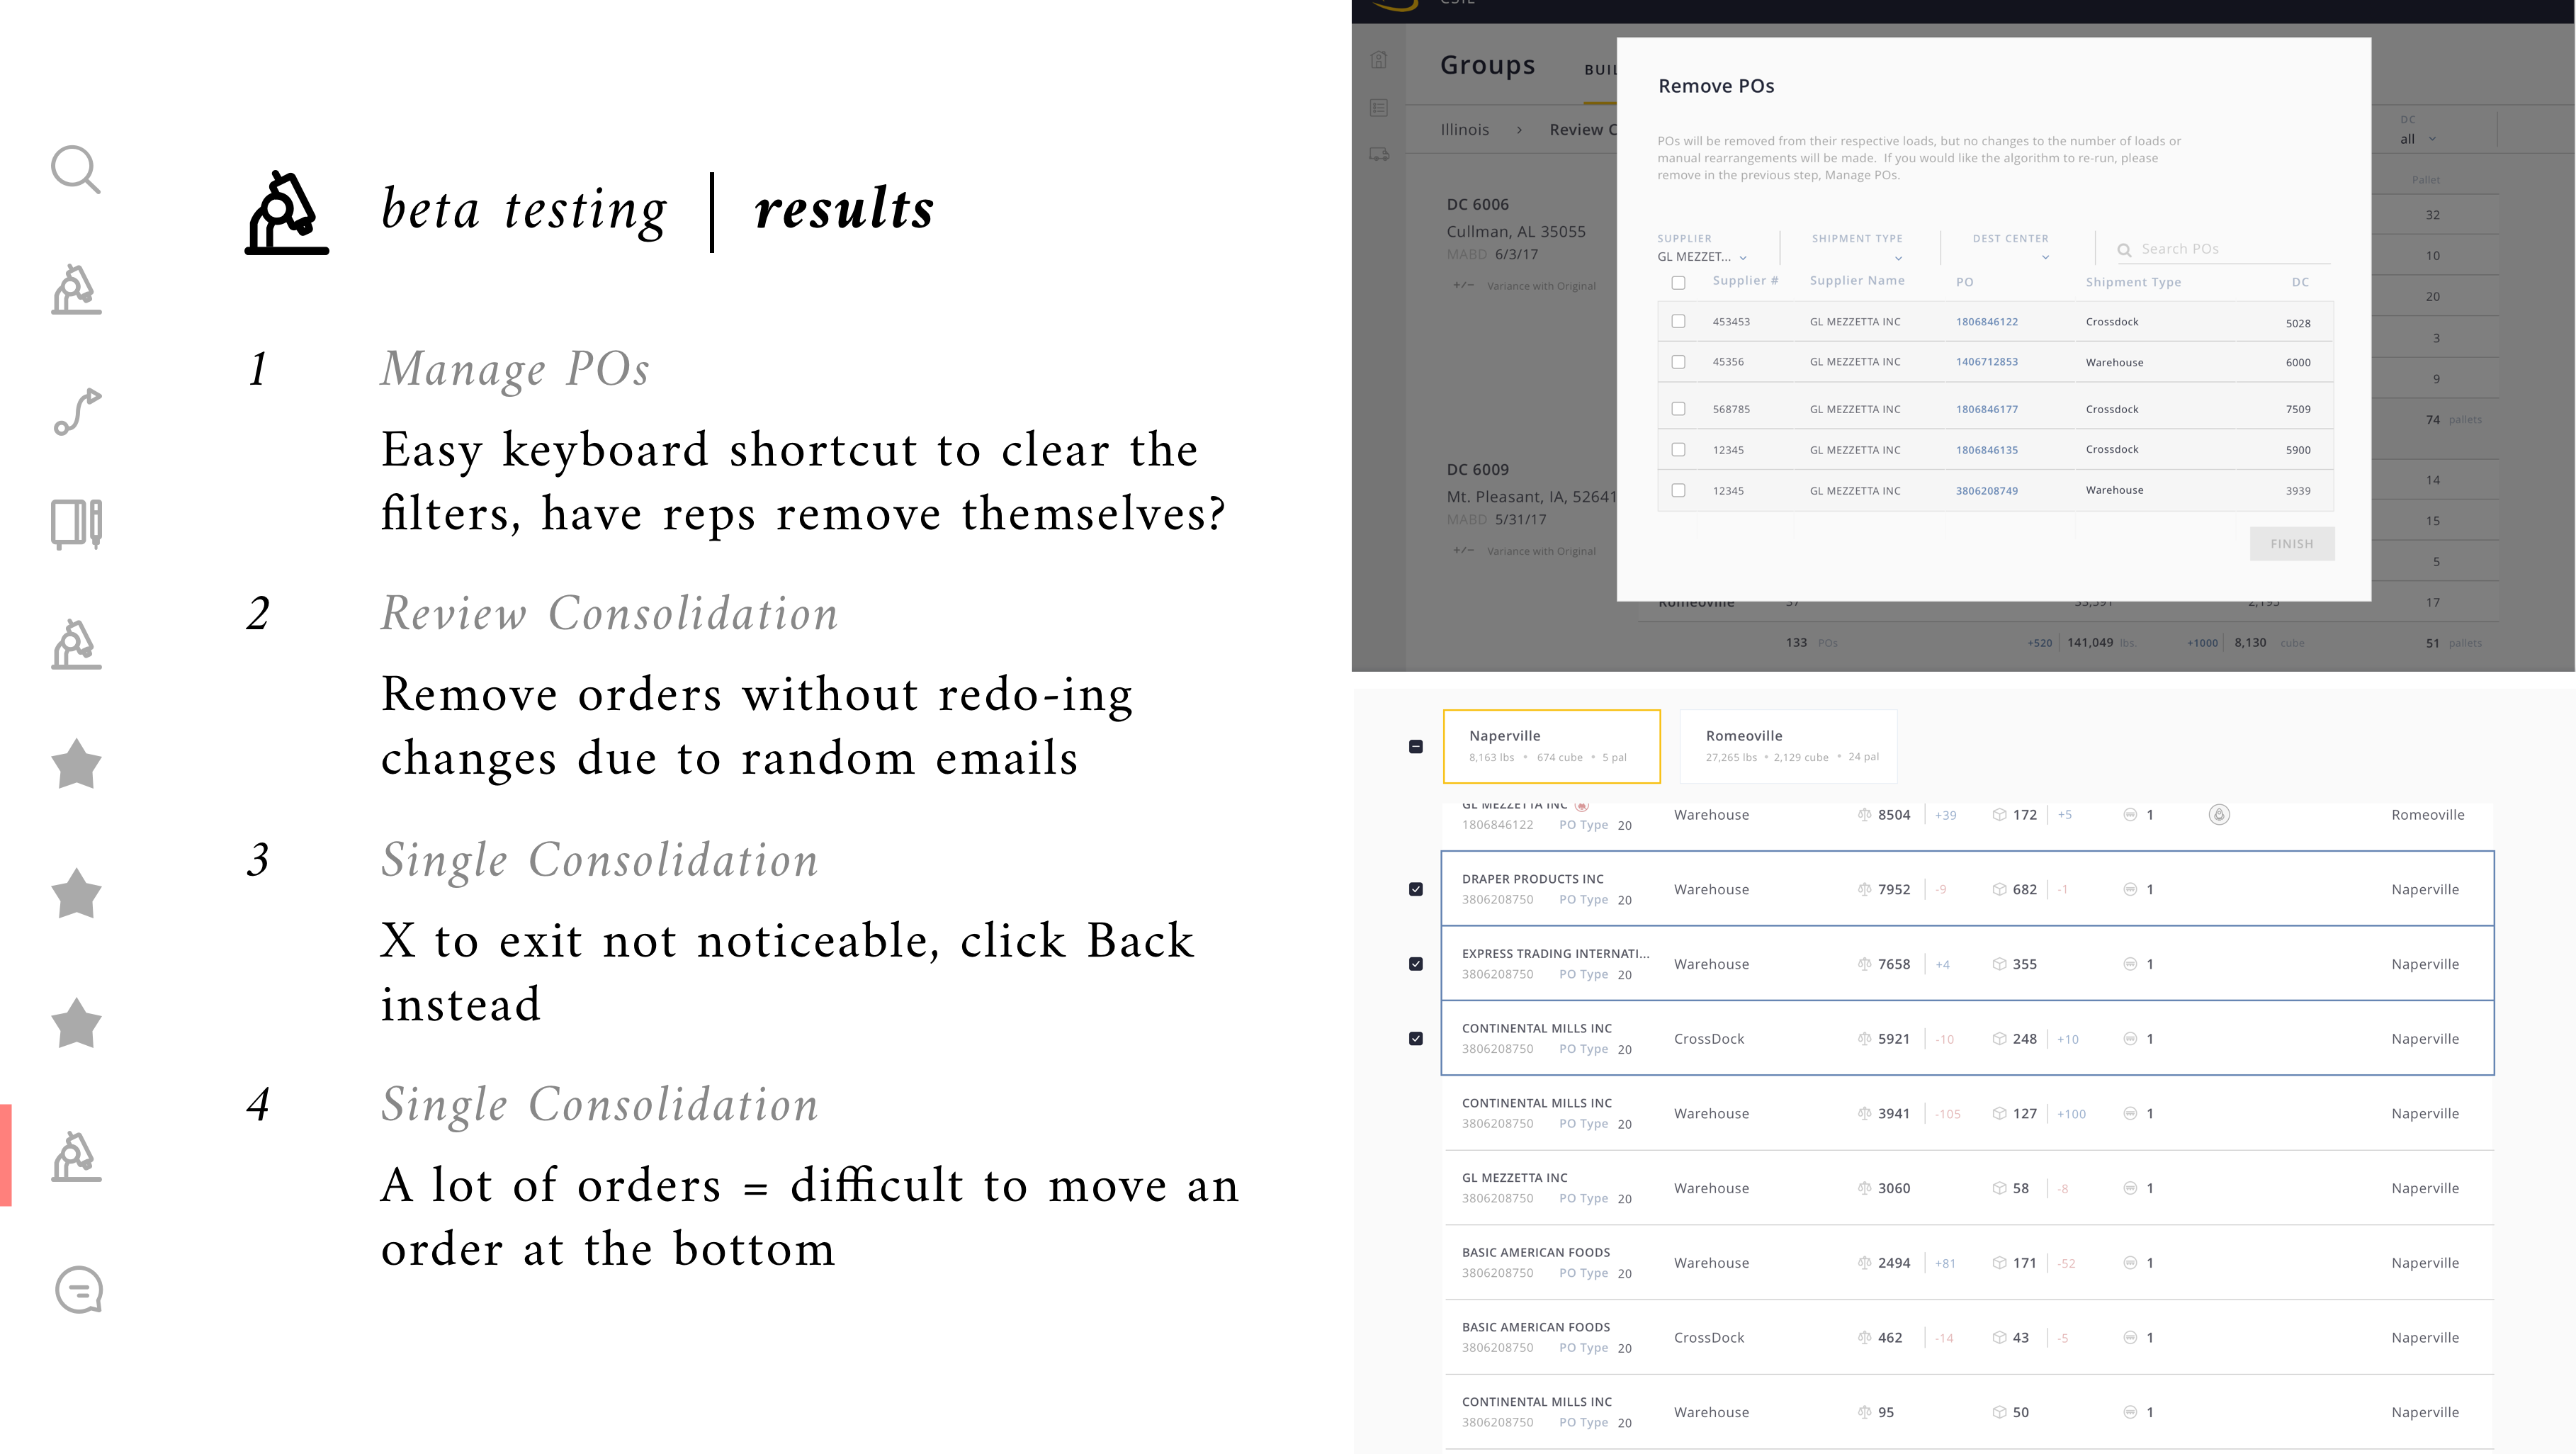 beta testing | results
1 Manage POs
Easy keyboard shortcut to clear the
filters, have reps remove themselves?
2 Review Consolidation
Remove orders without redo-ing
changes due to random emails
3 Single Consolidation
X to exit not noticeable, click Back
instead
4 Single Consolidation
A lot of orders = difficult to move an
order at the bottom
Groups
Illinois > Review C
DC 6006
Cullman, AL 35055
MABD 6/3/17
+/− Variance with Original
DC 6009
Mt. Pleasant, IA, 52641
MABD 5/31/17
+/− Variance with Original
Remove POs
POs will be removed from their respective loads, but no changes to the number of loads or
manual rearrangements will be made. If you would like the algorithm to re-run, please
remove in the previous step, Manage POs.
SUPPLIER SHIPMENT TYPE DEST CENTER
GL MEZZET... Search POs
Supplier # Supplier Name PO Shipment Type DC
453453 GL MEZZETTA INC 1806846122 Crossdock 5028
45356 GL MEZZETTA INC 1406712853 Warehouse 6000
568785 GL MEZZETTA INC 1806846177 Crossdock 7509
12345 GL MEZZETTA INC 1806846135 Crossdock 5900
12345 GL MEZZETTA INC 3806208749 Warehouse 3939
FINISH
DC
all
Pallet
32
10
20
3
9
74 pallets
14
15
5
Romeoville 17
133 POs +520 141,049 lbs. +1000 8,130 cube 51 pallets
Naperville
8,163 lbs • 674 cube • 5 pal
Romeoville
27,265 lbs • 2,129 cube • 24 pal
GL MEZZETTA INC
1806846122 PO Type 20
Warehouse 8504 +39 172 +5 1 Romeoville
DRAPER PRODUCTS INC
3806208750 PO Type 20
Warehouse 7952 -9 682 -1 1 Naperville
EXPRESS TRADING INTERNATI...
3806208750 PO Type 20
Warehouse 7658 +4 355 1 Naperville
CONTINENTAL MILLS INC
3806208750 PO Type 20
CrossDock 5921 -10 248 +10 1 Naperville
CONTINENTAL MILLS INC
3806208750 PO Type 20
Warehouse 3941 -105 127 +100 1 Naperville
GL MEZZETTA INC
3806208750 PO Type 20
Warehouse 3060 58 -8 1 Naperville
BASIC AMERICAN FOODS
3806208750 PO Type 20
Warehouse 2494 +81 171 -52 1 Naperville
BASIC AMERICAN FOODS
3806208750 PO Type 20
CrossDock 462 -14 43 -5 1 Naperville
CONTINENTAL MILLS INC
3806208750 PO Type 20
Warehouse 95 50 1 Naperville